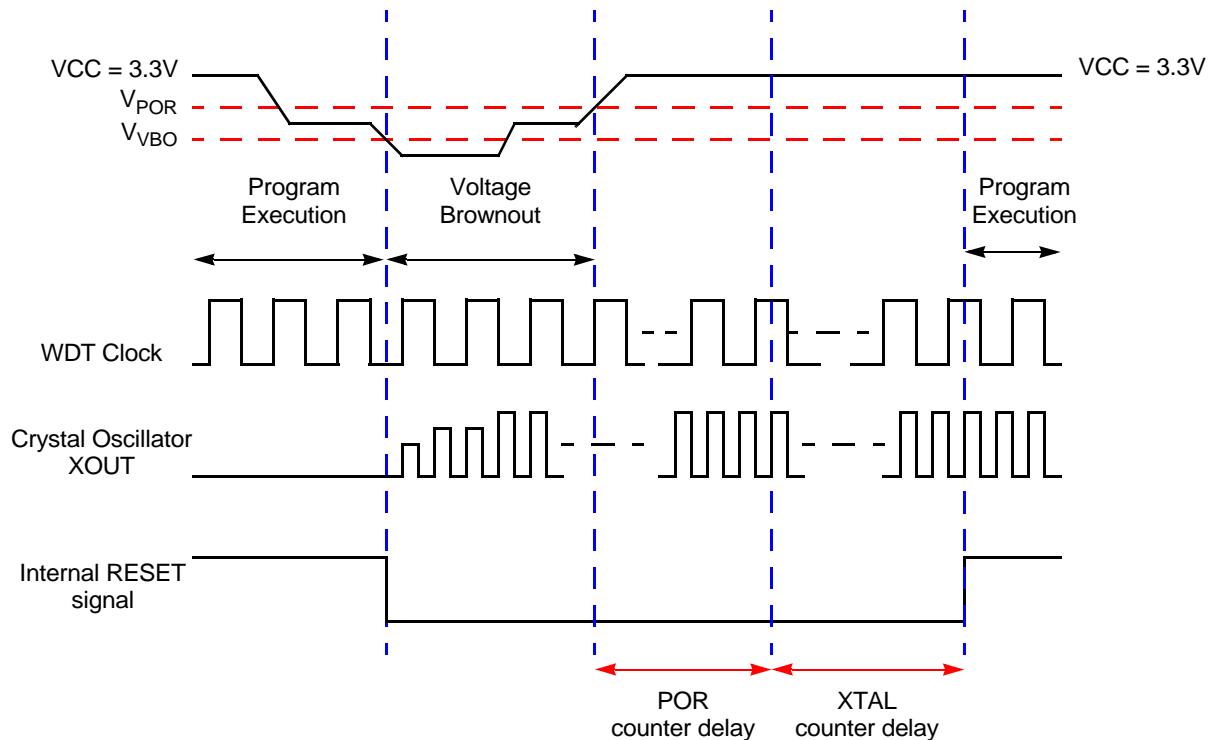 VCC = 3.3V
VCC = 3.3V
VPOR
VVBO
Program
Execution
Voltage
Brownout
Program
Execution
WDT Clock
Crystal Oscillator
XOUT
Internal RESET
signal
POR
counter delay
XTAL
counter delay